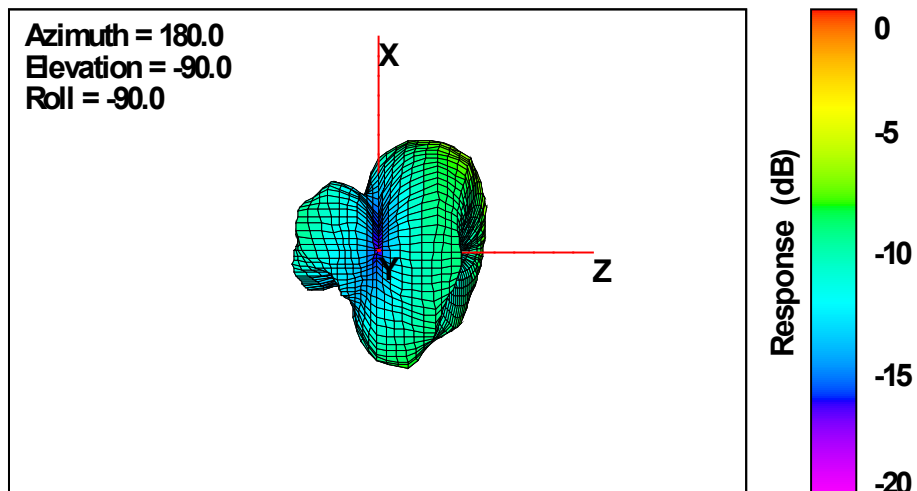 Azimuth = 180.0
Elevation = -90.0
Roll = -90.0
X
Y
Z
Response (dB)
0
-5
-10
-15
-20